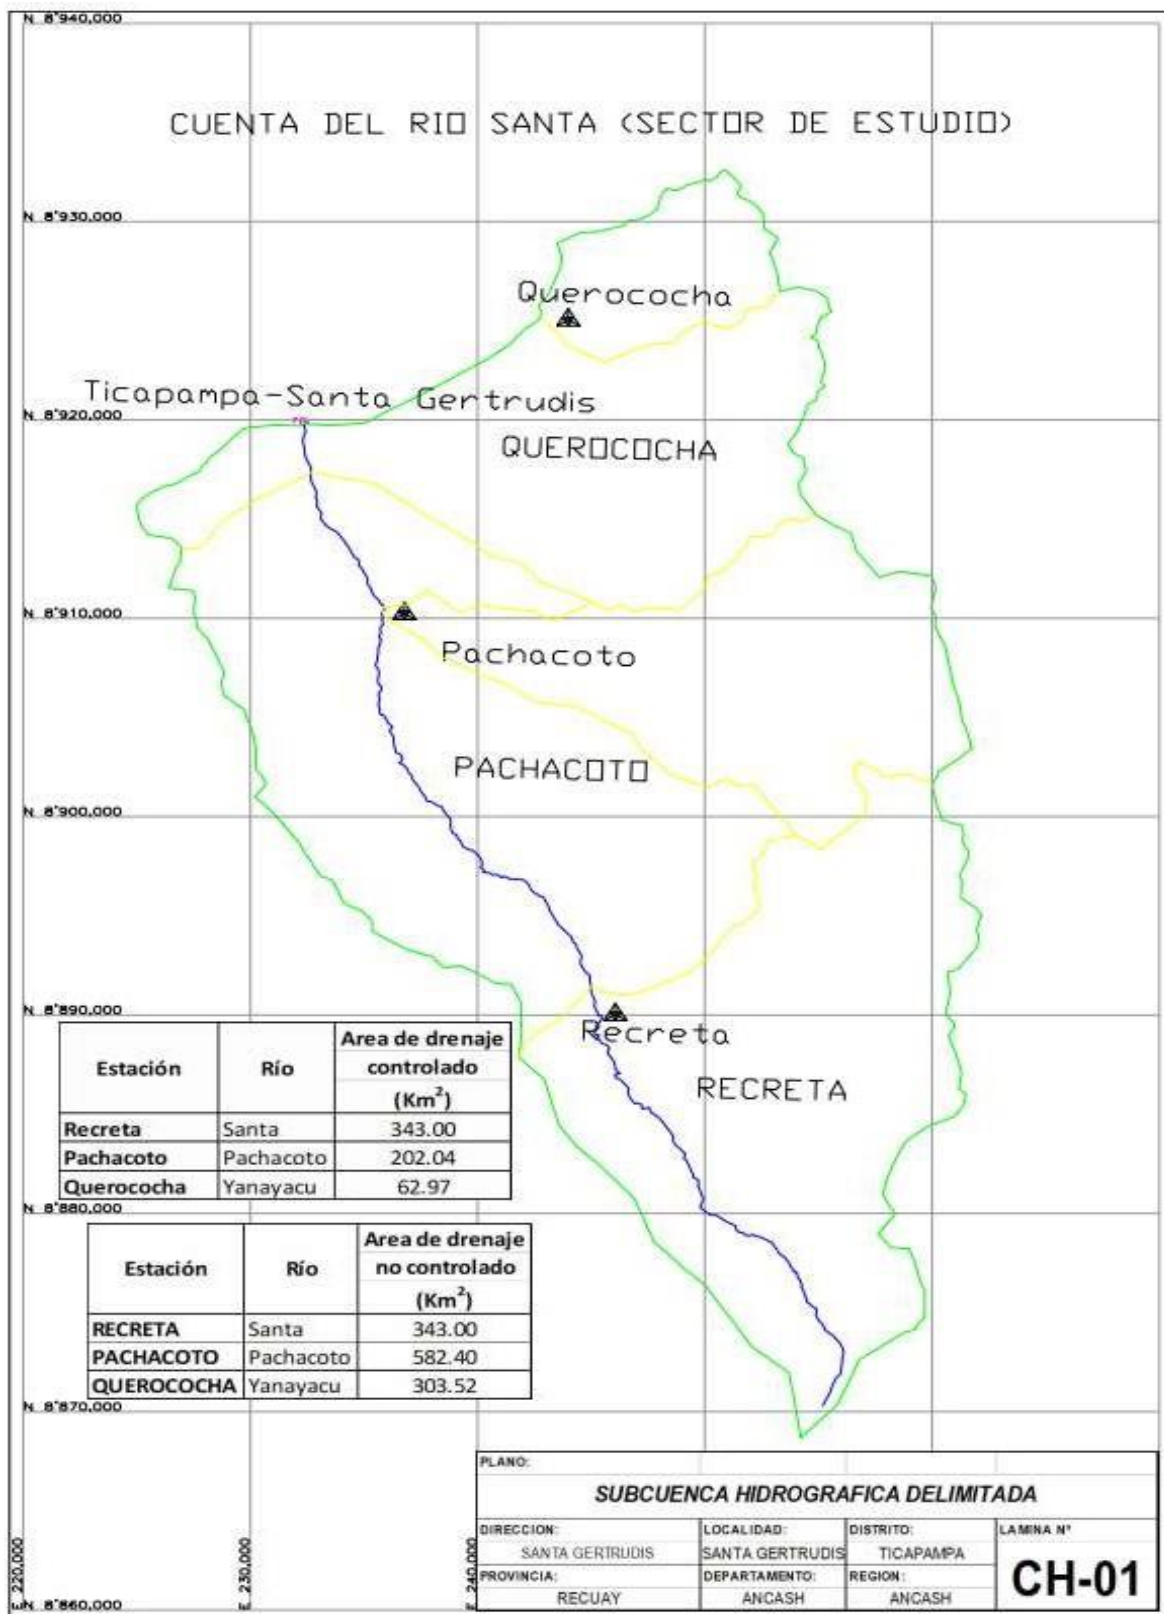 N 8'940,000
CUENTA DEL RIO SANTA (SECTOR DE ESTUDIO)
N 8'930,000
Querococha
Ticapampa-Santa Gertrudis
N 8'920,000
QUEROCOCHA
N 8'910,000
Pachacoto
PACHACOTO
N 8'900,000
N 8'890,000
Recreta
RECRETA
Estación Río Area de drenaje controlado (Km²)
Recreta Santa 343.00
Pachacoto Pachacoto 202.04
Querococha Yanayacu 62.97
N 8'880,000
Estación Río Area de drenaje no controlado (Km²)
RECRETA Santa 343.00
PACHACOTO Pachacoto 582.40
QUEROCOCHA Yanayacu 303.52
N 8'870,000
PLANO:
SUBCUENCA HIDROGRAFICA DELIMITADA
DIRECCION: LOCALIDAD: DISTRITO: LAMINA N°
SANTA GERTRUDIS SANTA GERTRUDIS TICAPAMPA
CH-01
PROVINCIA: DEPARTAMENTO: REGION:
RECUAY ANCASH ANCASH
E 220,000
E 230,000
E 240,000
N 8'860,000